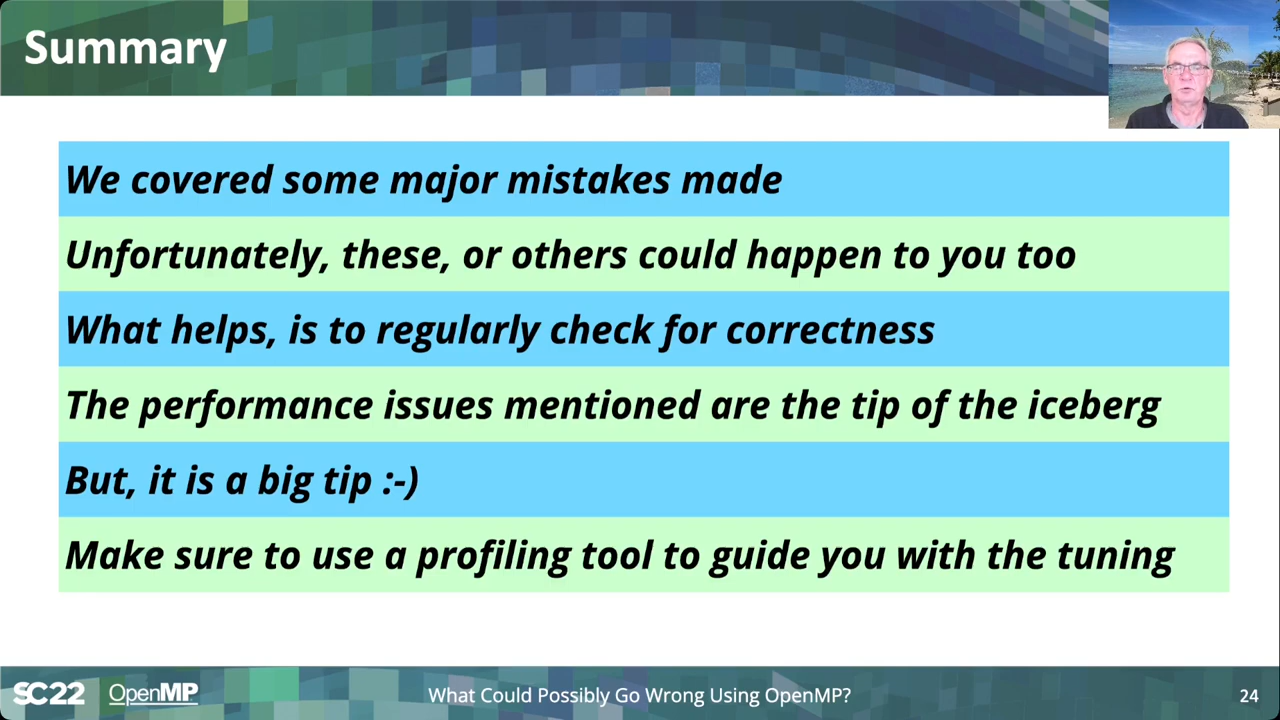 Summary
We covered some major mistakes made
Unfortunately, these, or others could happen to you too
What helps, is to regularly check for correctness
The performance issues mentioned are the tip of the iceberg
But, it is a big tip :-)
Make sure to use a profiling tool to guide you with the tuning
SC22 OpenMP What Could Possibly Go Wrong Using OpenMP? 24